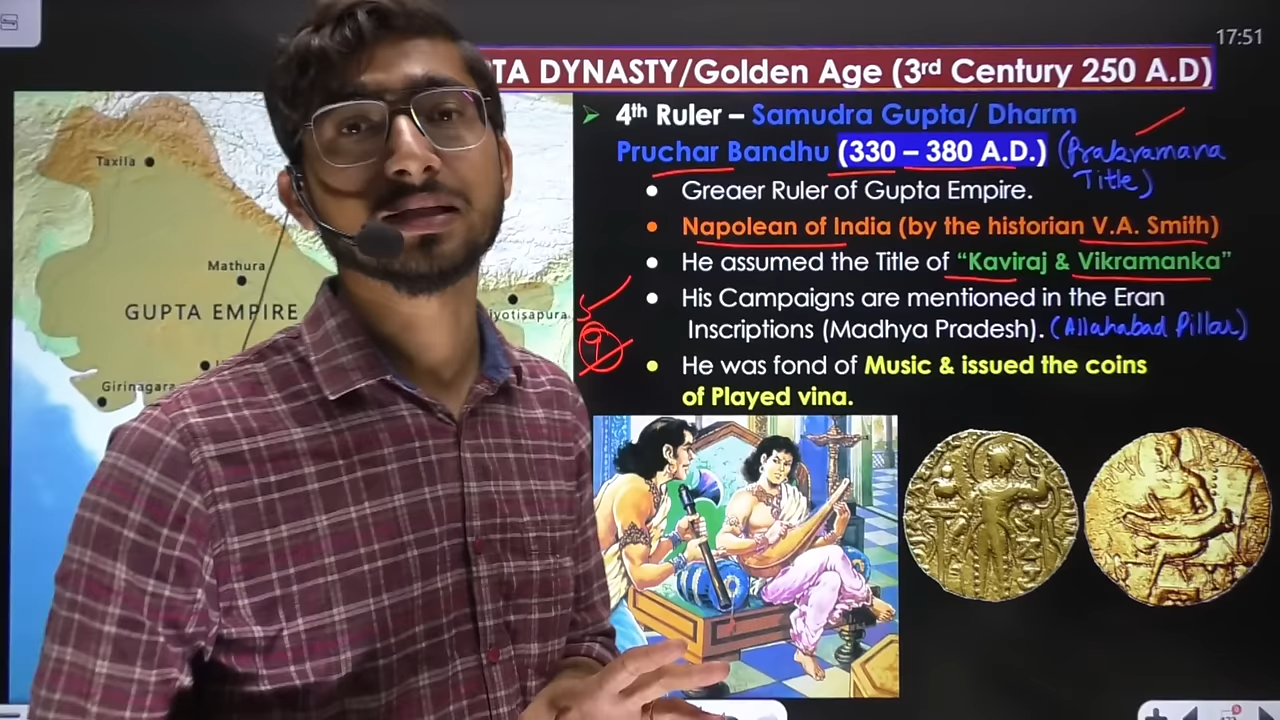 17:51
TA DYNASTY/Golden Age (3rd Century 250 A.D)
➤ 4th Ruler – Samudra Gupta/ Dharm
Pruchar Bandhu (330 – 380 A.D.) (Prakramana
Title)
• Greaer Ruler of Gupta Empire.
• Napolean of India (by the historian V.A. Smith)
• He assumed the Title of “Kaviraj & Vikramanka”
• His Campaigns are mentioned in the Eran
Inscriptions (Madhya Pradesh). (Allahabad Pillar)
• He was fond of Music & issued the coins
of Played vina.
Taxila
Mathura
GUPTA EMPIRE
yotisapura
Girinagara
9